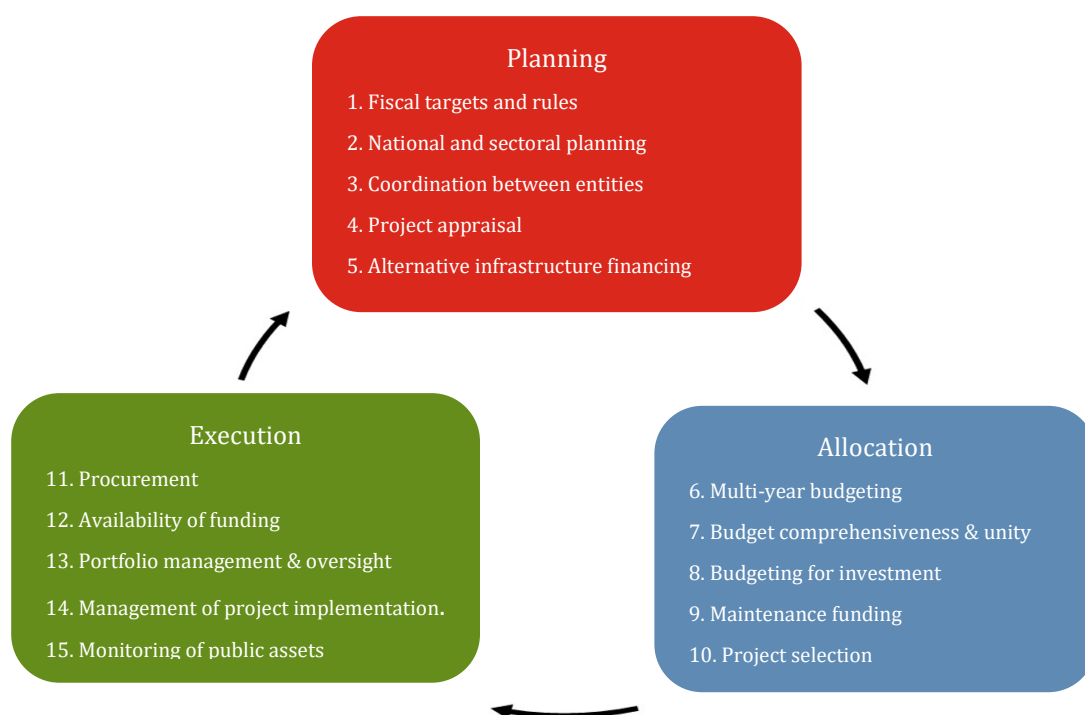 Planning
1. Fiscal targets and rules
2. National and sectoral planning
3. Coordination between entities
4. Project appraisal
5. Alternative infrastructure financing
Allocation
6. Multi-year budgeting
7. Budget comprehensiveness & unity
8. Budgeting for investment
9. Maintenance funding
10. Project selection
Execution
11. Procurement
12. Availability of funding
13. Portfolio management & oversight
14. Management of project implementation.
15. Monitoring of public assets